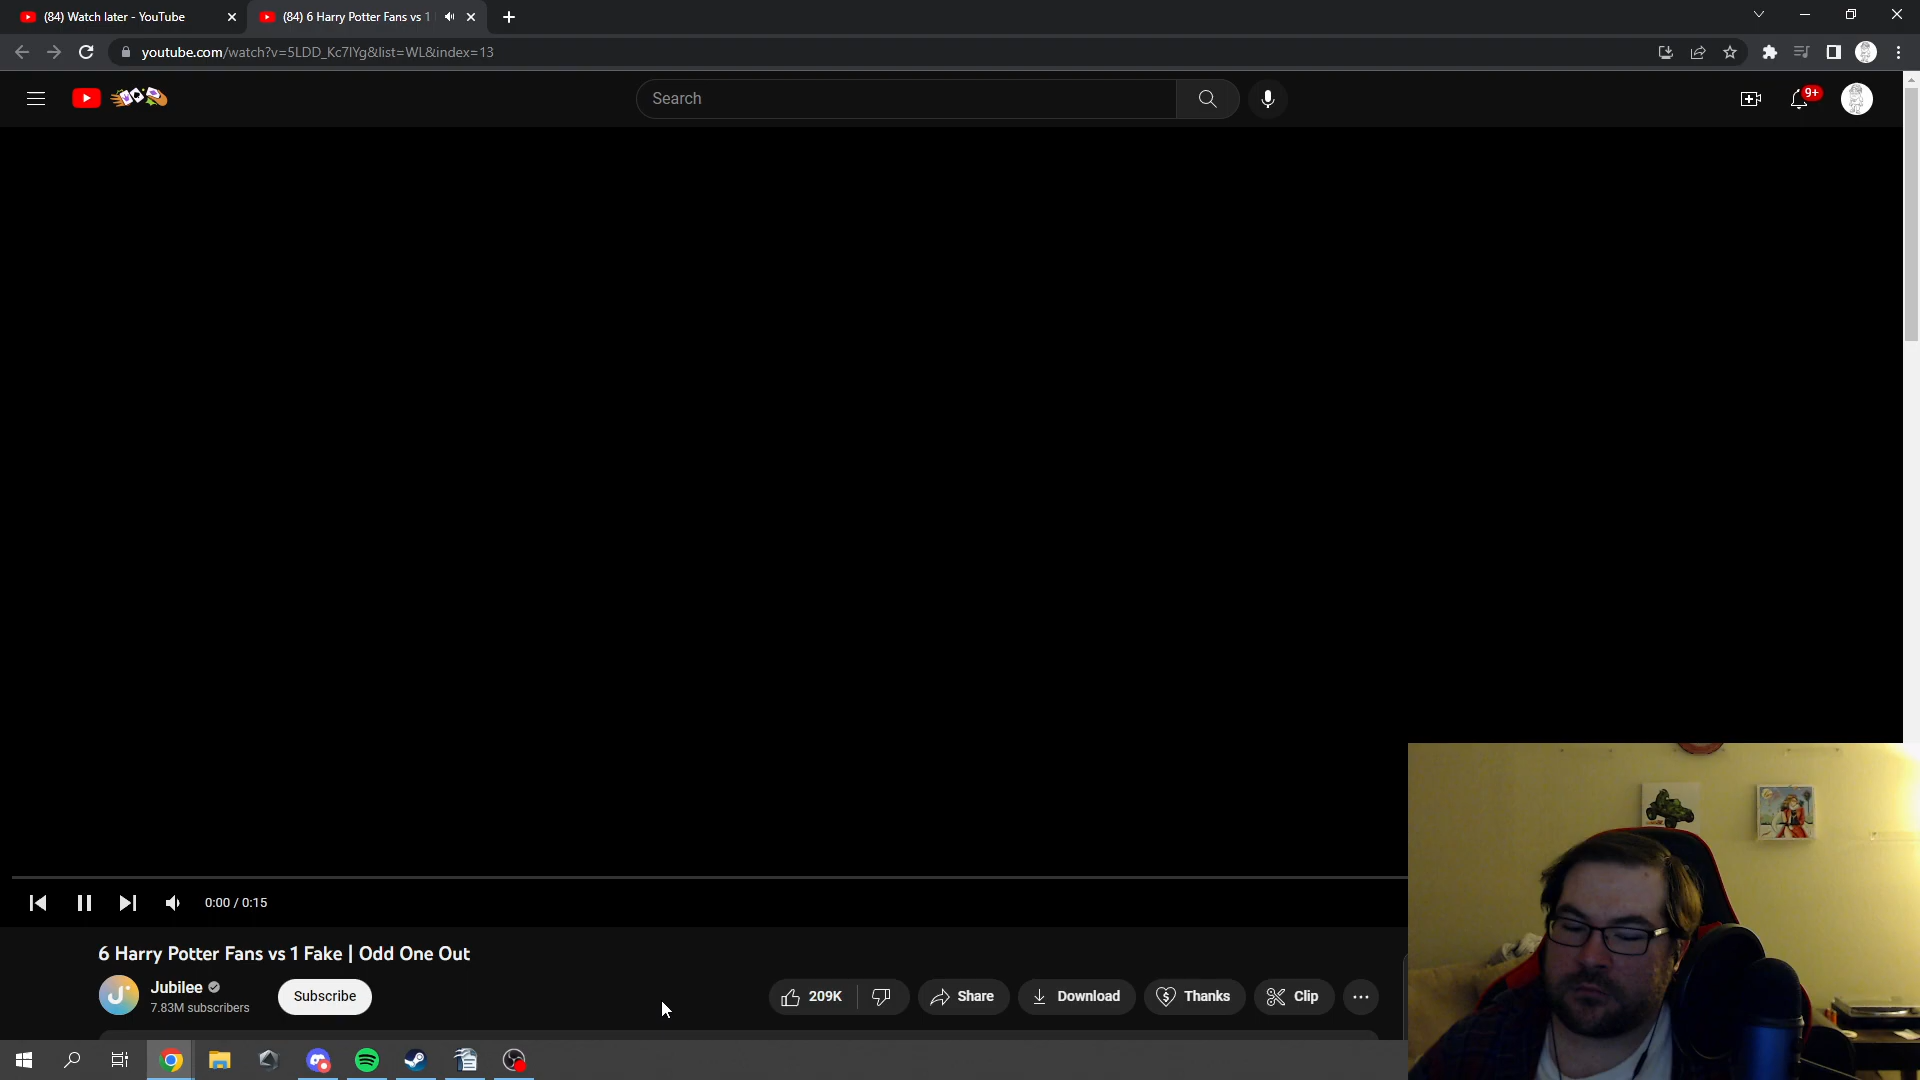 (84) Watch later - YouTube
(84) 6 Harry Potter Fans vs 1
youtube.com/watch?v=5LDD_Kc7lYg&list=WL&index=13
Search
9+
0:00 / 0:15
6 Harry Potter Fans vs 1 Fake | Odd One Out
Jubilee
7.83M subscribers
Subscribe
209K
Share
Download
Thanks
Clip